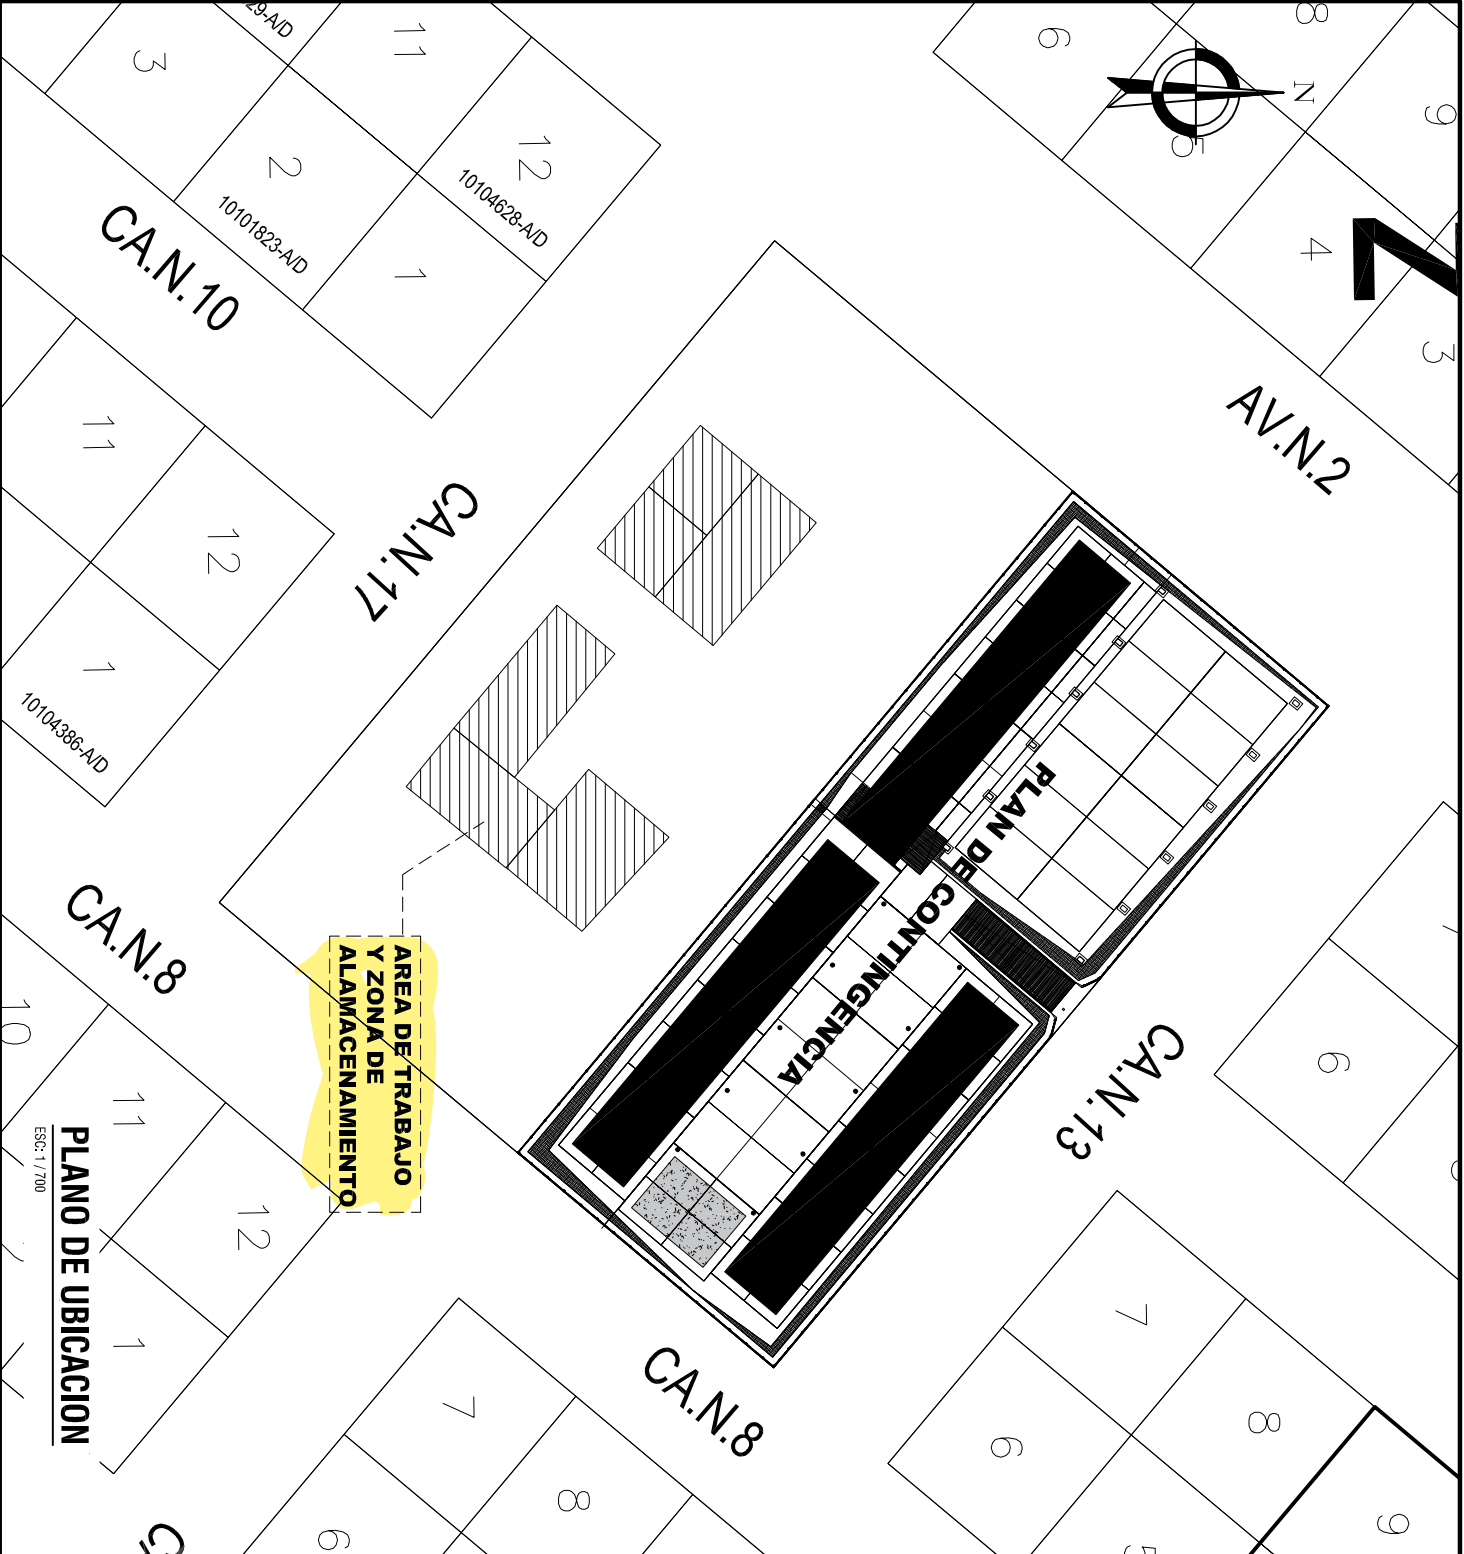 PLANO DE UBICACION
ESC: 1 / 700
N
AV.N.2
CA.N.10
CA.N.17
CA.N.8
CA.N.13
CA.N.8
PLAN DE CONTINGENCIA
AREA DE TRABAJO
Y ZONA DE
ALAMACENAMIENTO
29-A/D
3
11
2
10101823-A/D
12
10104628-A/D
1
11
12
1
10104386-A/D
10
11
12
1
6
8
9
5
4
3
6
7
8
6
9
7
8
6